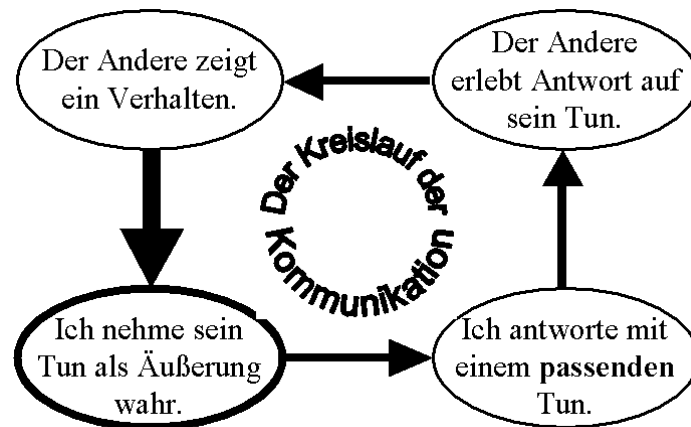 Der Andere zeigt
ein Verhalten.
Der Andere
erlebt Antwort auf
sein Tun.
Der Kreislauf der
Kommunikation
Ich nehme sein
Tun als Äußerung
wahr.
Ich antworte mit
einem passenden
Tun.